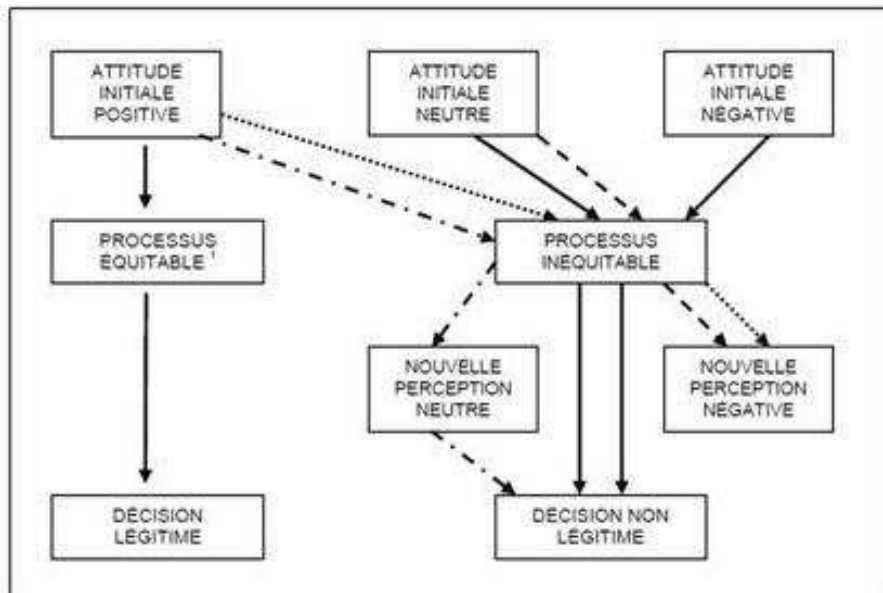 ATTITUDE
INITIALE
POSITIVE
ATTITUDE
INITIALE
NEUTRE
ATTITUDE
INITIALE
NÉGATIVE
PROCESSUS
ÉQUITABLE 1
PROCESSUS
INÉQUITABLE
NOUVELLE
PERCEPTION
NEUTRE
NOUVELLE
PERCEPTION
NÉGATIVE
DÉCISION
LÉGITIME
DÉCISION NON
LÉGITIME